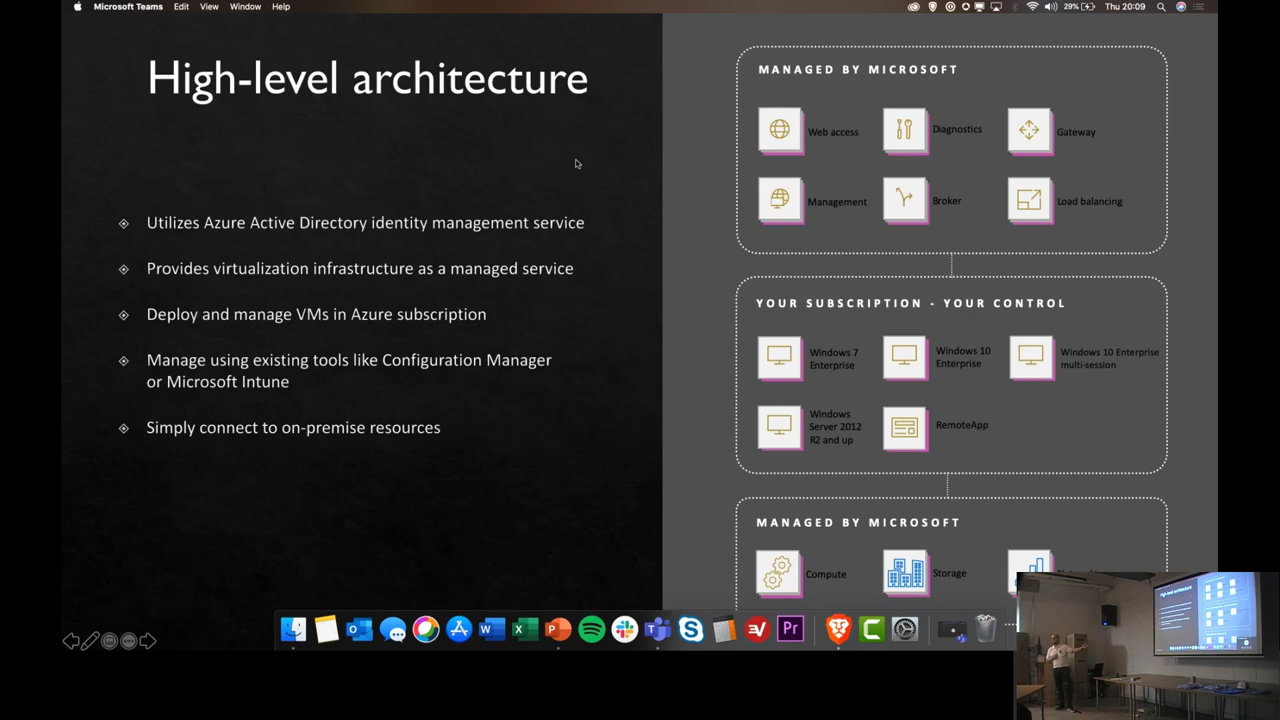 Microsoft Teams Edit View Window Help
29% Thu 20:09
High-level architecture
Utilizes Azure Active Directory identity management service
Provides virtualization infrastructure as a managed service
Deploy and manage VMs in Azure subscription
Manage using existing tools like Configuration Manager
or Microsoft Intune
Simply connect to on-premise resources
MANAGED BY MICROSOFT
Web access
Diagnostics
Gateway
Management
Broker
Load balancing
YOUR SUBSCRIPTION - YOUR CONTROL
Windows 7
Enterprise
Windows 10
Enterprise
Windows 10 Enterprise
multi-session
Windows
Server 2012
R2 and up
RemoteApp
MANAGED BY MICROSOFT
Compute
Storage
Pr
High-level architecture